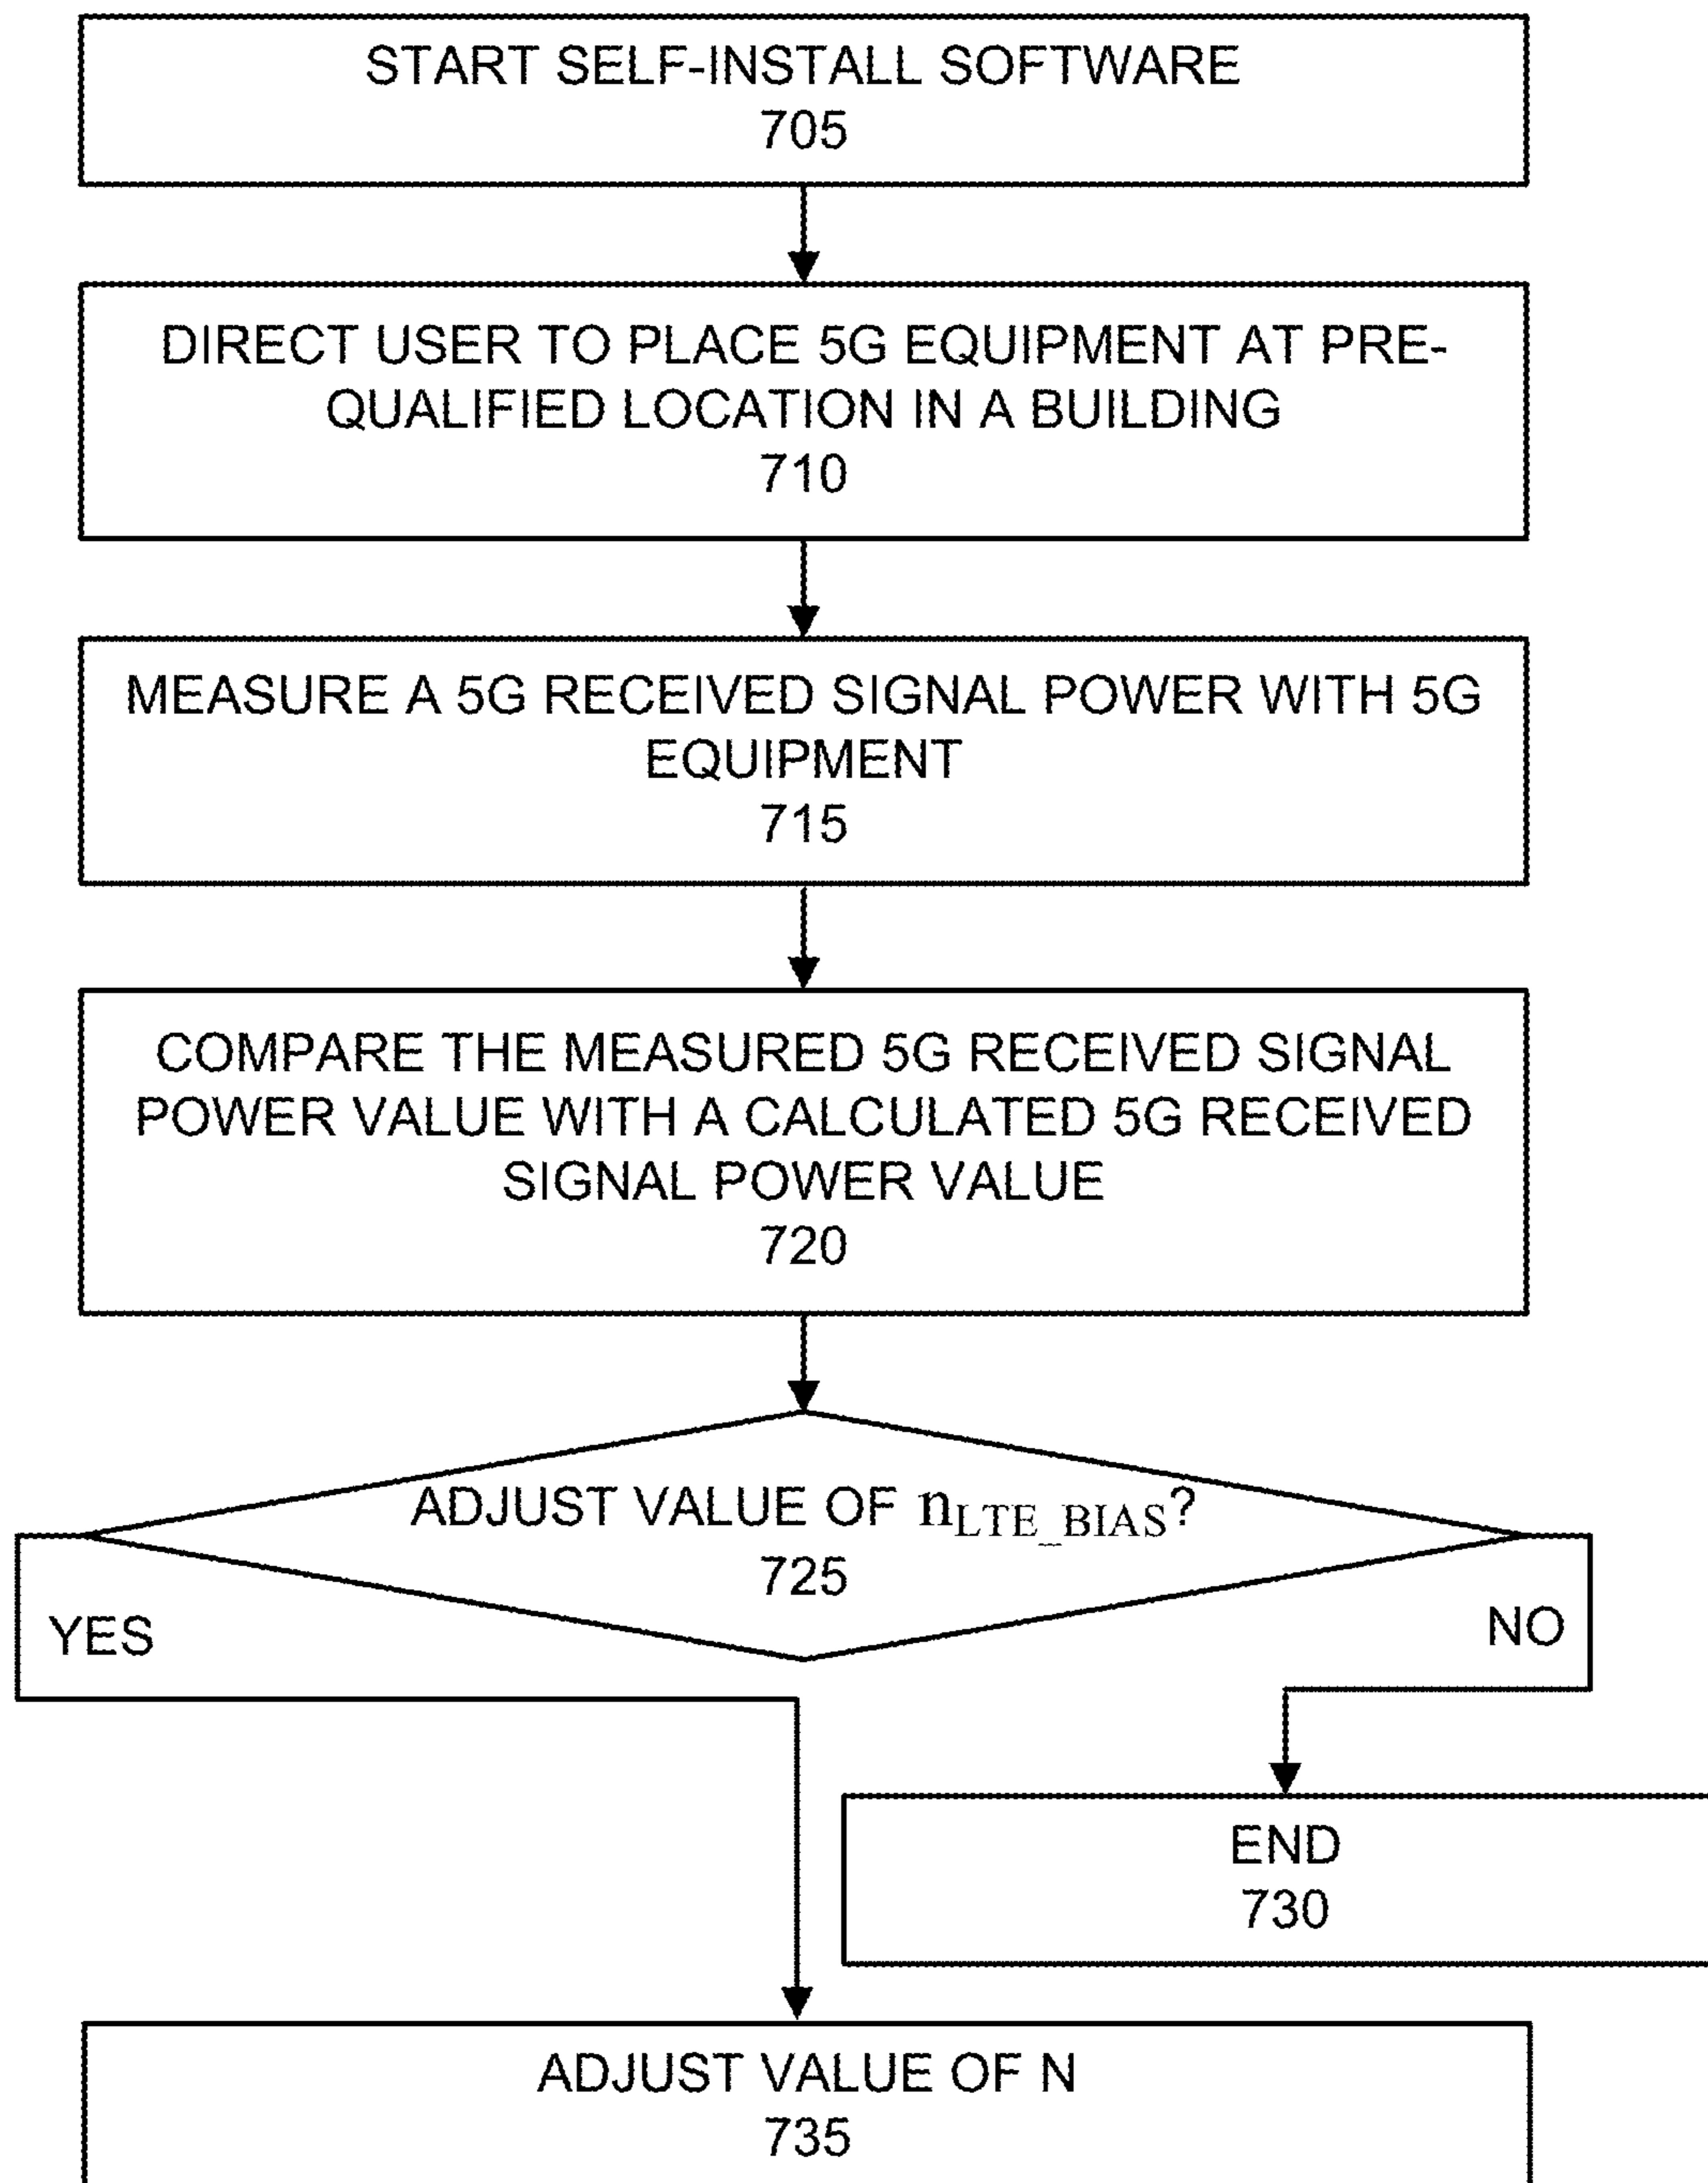 START SELF-INSTALL SOFTWARE
705
DIRECT USER TO PLACE 5G EQUIPMENT AT PRE-
QUALIFIED LOCATION IN A BUILDING
710
MEASURE A 5G RECEIVED SIGNAL POWER WITH 5G
EQUIPMENT
715
COMPARE THE MEASURED 5G RECEIVED SIGNAL
POWER VALUE WITH A CALCULATED 5G RECEIVED
SIGNAL POWER VALUE
720
ADJUST VALUE OF n_LTE_BIAS?
725
YES
NO
END
730
ADJUST VALUE OF N
735